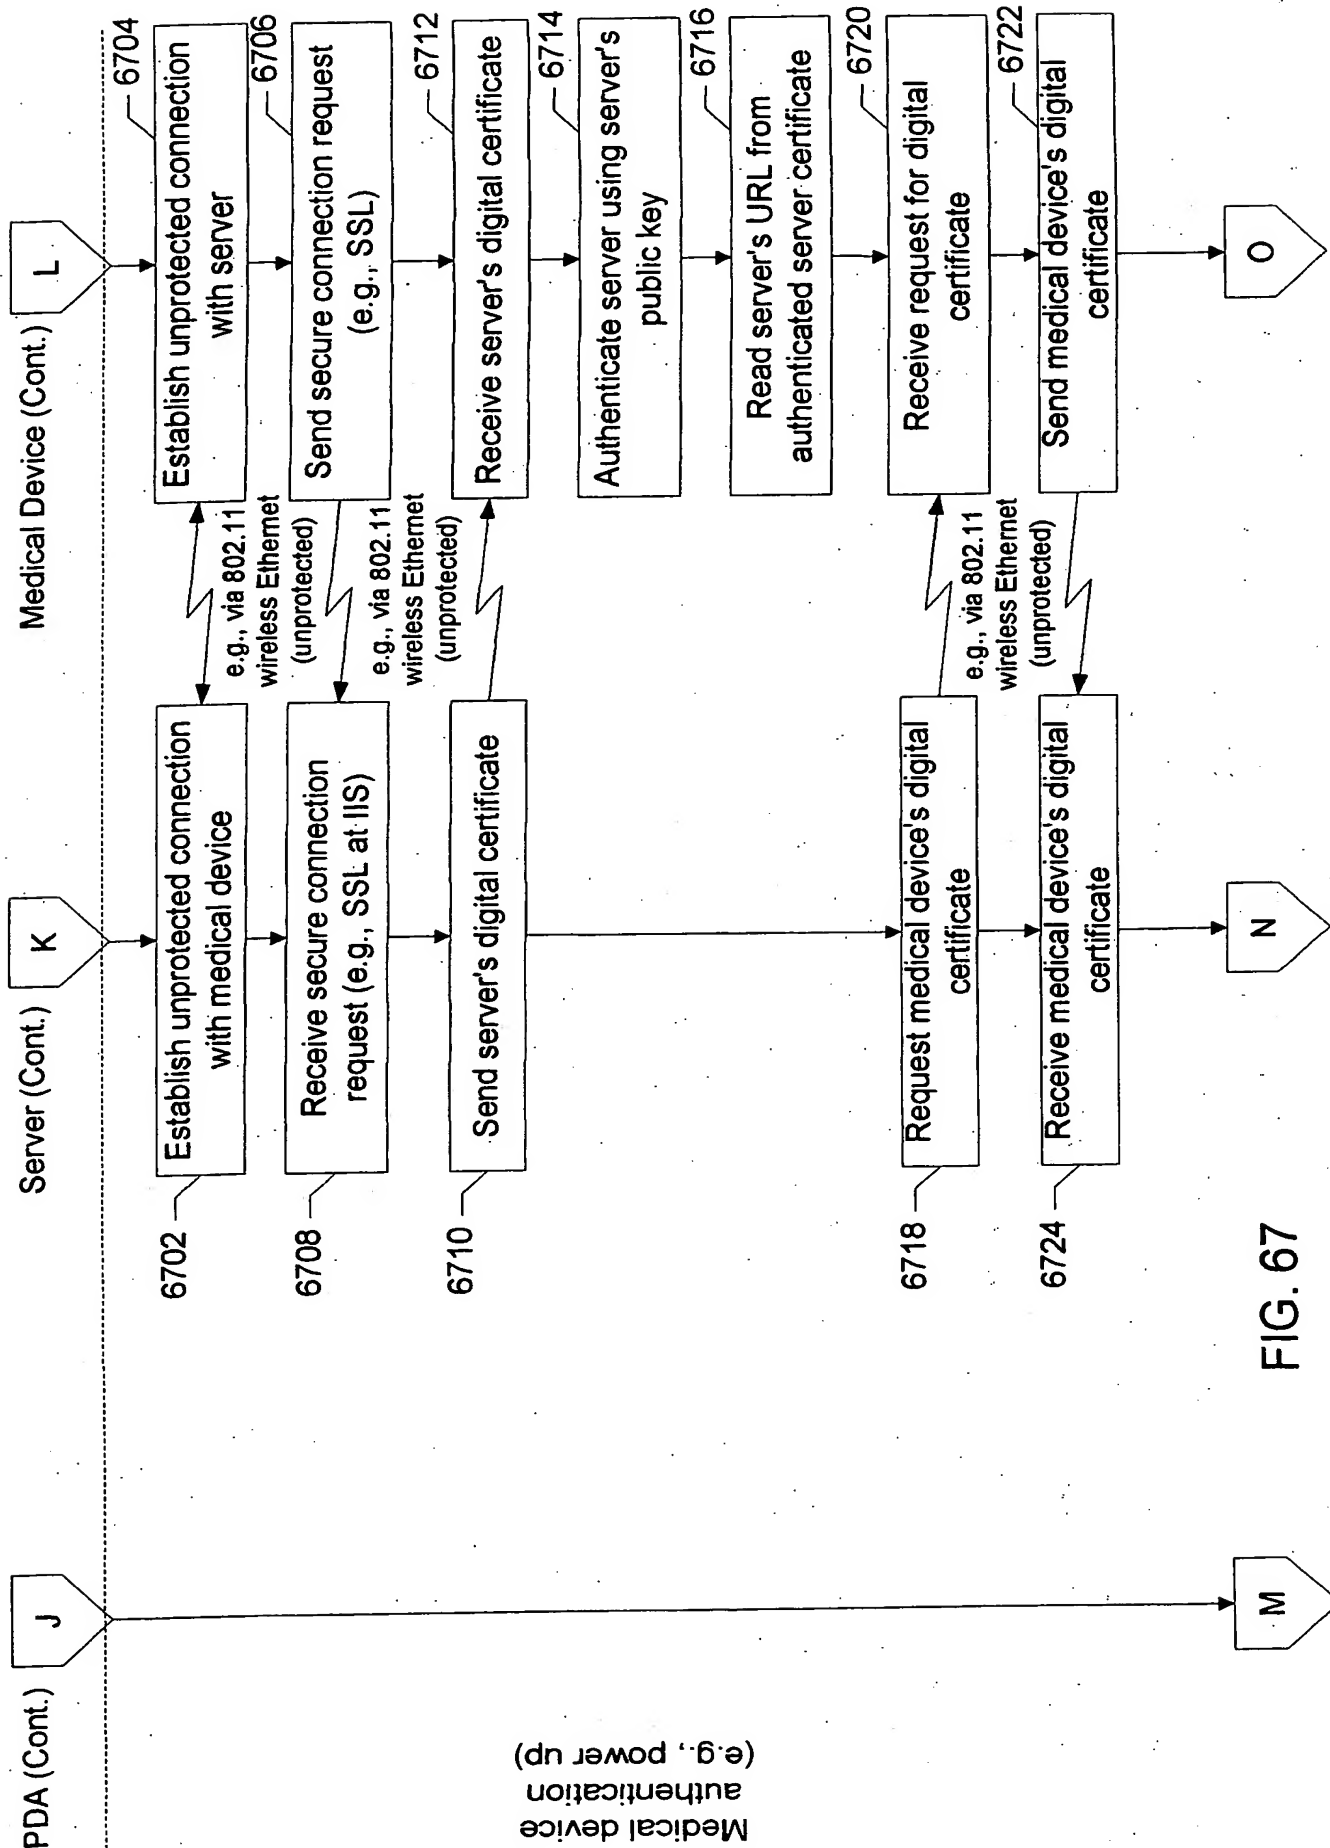 PDA (Cont.)
Server (Cont.)
Medical Device (Cont.)
J
K
L
Medical device
authentication
(e.g., power up)
6702
Establish unprotected connection
with medical device
e.g., via 802.11
wireless Ethernet
(unprotected)
6704
Establish unprotected connection
with server
6708
Receive secure connection
request (e.g., SSL at IIS)
e.g., via 802.11
wireless Ethernet
(unprotected)
6706
Send secure connection request
(e.g., SSL)
6710
Send server's digital certificate
6712
Receive server's digital certificate
6714
Authenticate server using server's
public key
6716
Read server's URL from
authenticated server certificate
6718
Request medical device's digital
certificate
e.g., via 802.11
wireless Ethernet
(unprotected)
6720
Receive request for digital
certificate
6724
Receive medical device's digital
certificate
6722
Send medical device's digital
certificate
M
N
O
FIG. 67